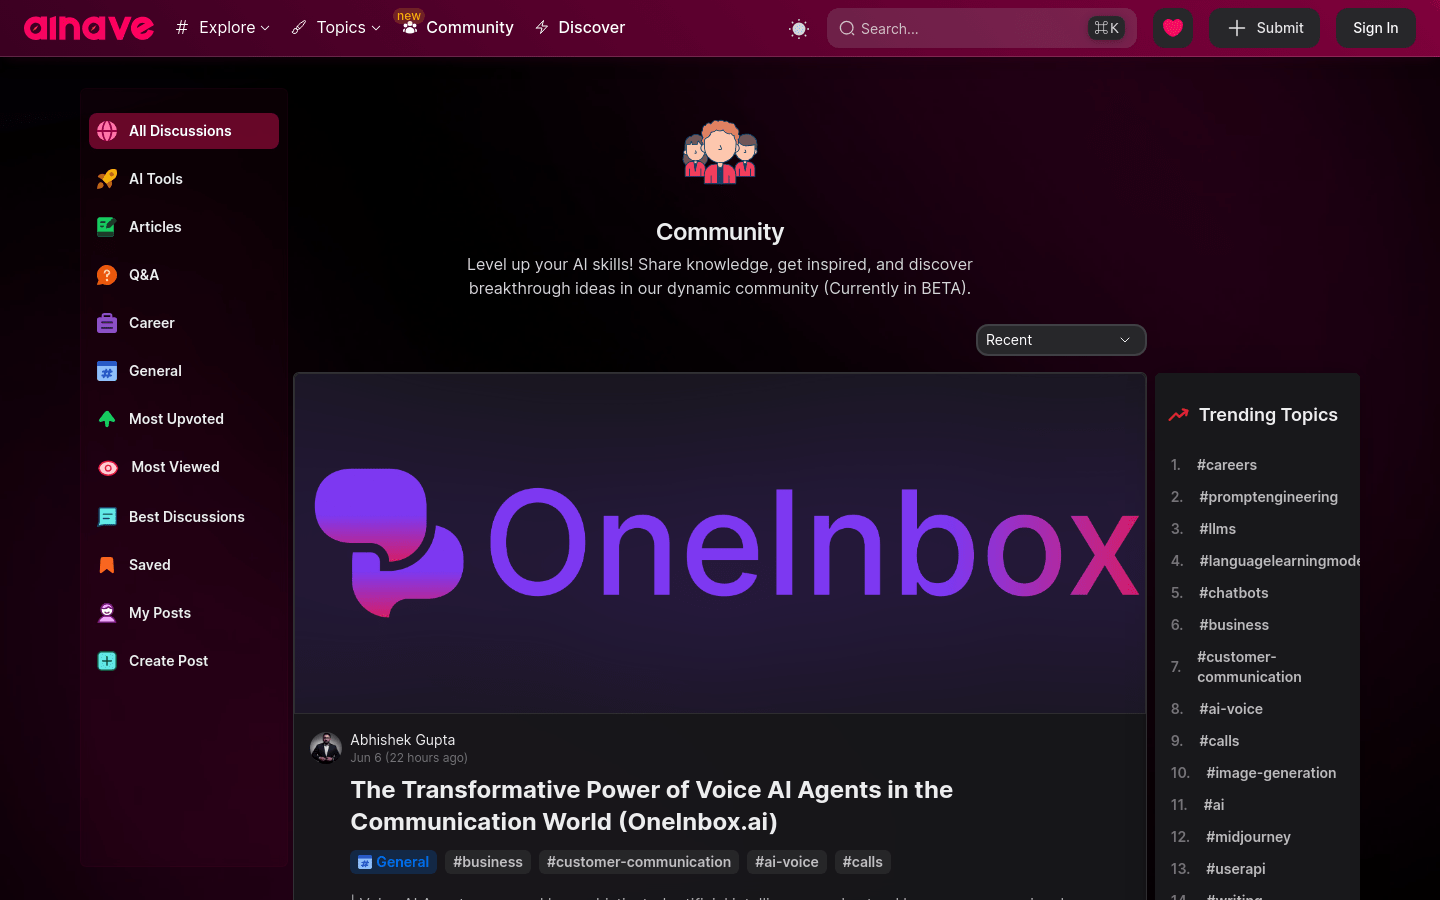 ainave
Explore
Topics
new
Community
Discover
Search...
⌘K
Submit
Sign In
All Discussions
AI Tools
Articles
Q&A
Career
General
Most Upvoted
Most Viewed
Best Discussions
Saved
My Posts
Create Post
Community
Level up your AI skills! Share knowledge, get inspired, and discover
breakthrough ideas in our dynamic community (Currently in BETA).
Recent
OneInbox
Abhishek Gupta
Jun 6 (22 hours ago)
The Transformative Power of Voice AI Agents in the
Communication World (OneInbox.ai)
General #business #customer-communication #ai-voice #calls
Trending Topics
1. #careers
2. #promptengineering
3. #llms
4. #languagelearningmode
5. #chatbots
6. #business
7. #customer-
communication
8. #ai-voice
9. #calls
10. #image-generation
11. #ai
12. #midjourney
13. #userapi
14. #writing